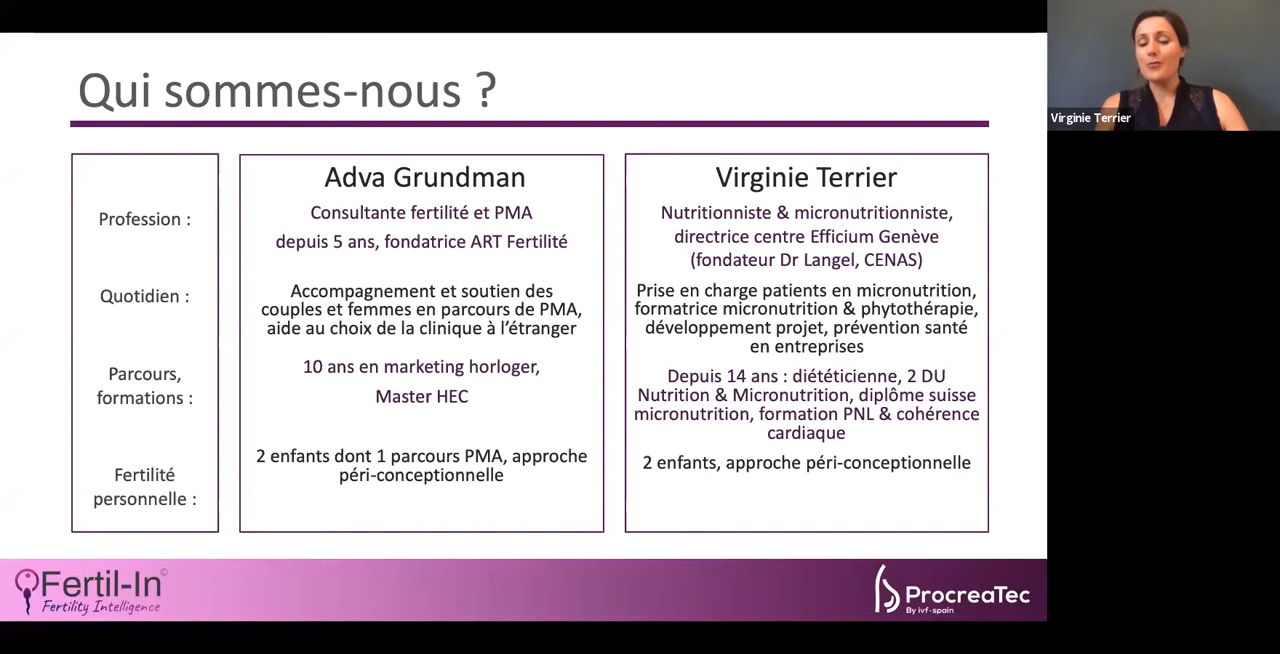 Qui sommes-nous ?
Profession :
Quotidien :
Parcours,
formations :
Fertilité
personnelle :
Adva Grundman
Consultante fertilité et PMA
depuis 5 ans, fondatrice ART Fertilité
Accompagnement et soutien des
couples et femmes en parcours de PMA,
aide au choix de la clinique à l’étranger
10 ans en marketing horloger,
Master HEC
2 enfants dont 1 parcours PMA, approche
péri-conceptionnelle
Virginie Terrier
Nutritionniste & micronutritionniste,
directrice centre Efficium Genève
(fondateur Dr Langel, CENAS)
Prise en charge patients en micronutrition,
formatrice micronutrition & phytothérapie,
développement projet, prévention santé
en entreprises
Depuis 14 ans : diététicienne, 2 DU
Nutrition & Micronutrition, diplôme suisse
micronutrition, formation PNL & cohérence
cardiaque
2 enfants, approche péri-conceptionnelle
Virginie Terrier
Fertil-In©
Fertility Intelligence
ProcreaTec
By ivf-spain